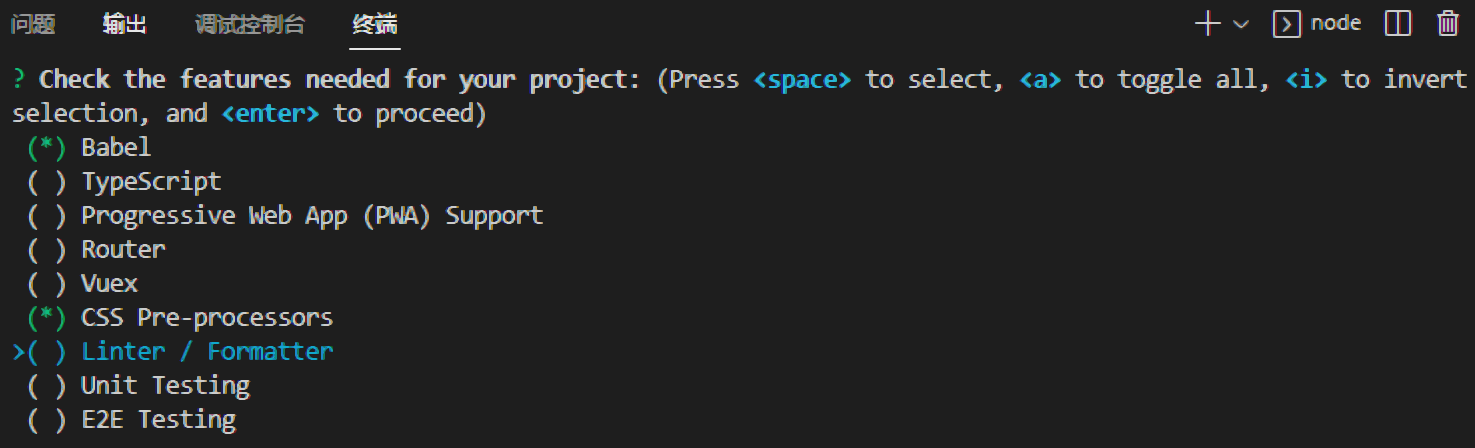 问题 输出 调试控制台 终端 node
? Check the features needed for your project: (Press <space> to select, <a> to toggle all, <i> to invert
selection, and <enter> to proceed)
(*) Babel
( ) TypeScript
( ) Progressive Web App (PWA) Support
( ) Router
( ) Vuex
(*) CSS Pre-processors
>( ) Linter / Formatter
( ) Unit Testing
( ) E2E Testing